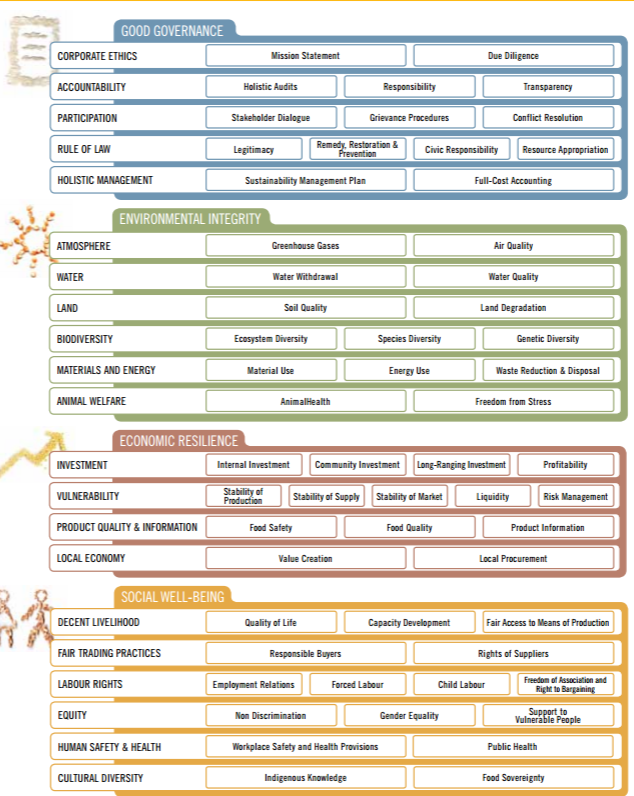 GOOD GOVERNANCE
CORPORATE ETHICS Mission Statement Due Diligence
ACCOUNTABILITY Holistic Audits Responsibility Transparency
PARTICIPATION Stakeholder Dialogue Grievance Procedures Conflict Resolution
RULE OF LAW Legitimacy Remedy, Restoration & Prevention Civic Responsibility Resource Appropriation
HOLISTIC MANAGEMENT Sustainability Management Plan Full-Cost Accounting
ENVIRONMENTAL INTEGRITY
ATMOSPHERE Greenhouse Gases Air Quality
WATER Water Withdrawal Water Quality
LAND Soil Quality Land Degradation
BIODIVERSITY Ecosystem Diversity Species Diversity Genetic Diversity
MATERIALS AND ENERGY Material Use Energy Use Waste Reduction & Disposal
ANIMAL WELFARE AnimalHealth Freedom from Stress
ECONOMIC RESILIENCE
INVESTMENT Internal Investment Community Investment Long-Ranging Investment Profitability
VULNERABILITY Stability of Production Stability of Supply Stability of Market Liquidity Risk Management
PRODUCT QUALITY & INFORMATION Food Safety Food Quality Product Information
LOCAL ECONOMY Value Creation Local Procurement
SOCIAL WELL-BEING
DECENT LIVELIHOOD Quality of Life Capacity Development Fair Access to Means of Production
FAIR TRADING PRACTICES Responsible Buyers Rights of Suppliers
LABOUR RIGHTS Employment Relations Forced Labour Child Labour Freedom of Association and Right to Bargaining
EQUITY Non Discrimination Gender Equality Support to Vulnerable People
HUMAN SAFETY & HEALTH Workplace Safety and Health Provisions Public Health
CULTURAL DIVERSITY Indigenous Knowledge Food Sovereignty